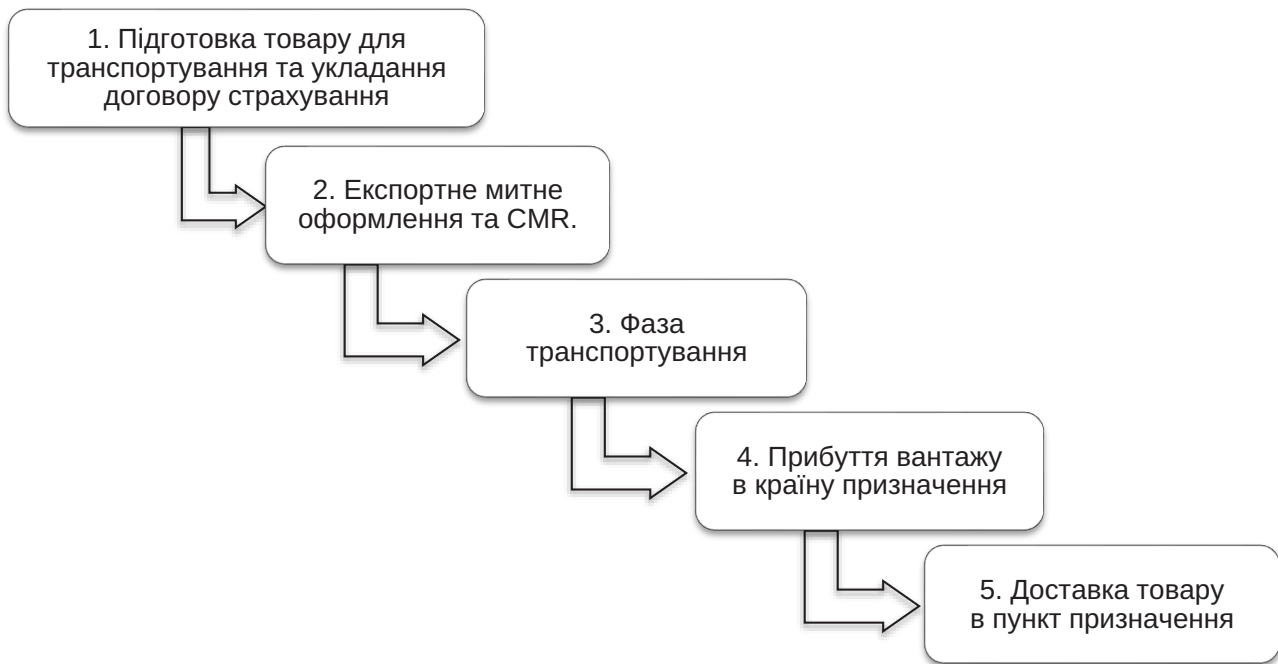 1. Підготовка товару для
транспортування та укладання
договору страхування
2. Експортне митне
оформлення та CMR.
3. Фаза
транспортування
4. Прибуття вантажу
в країну призначення
5. Доставка товару
в пункт призначення